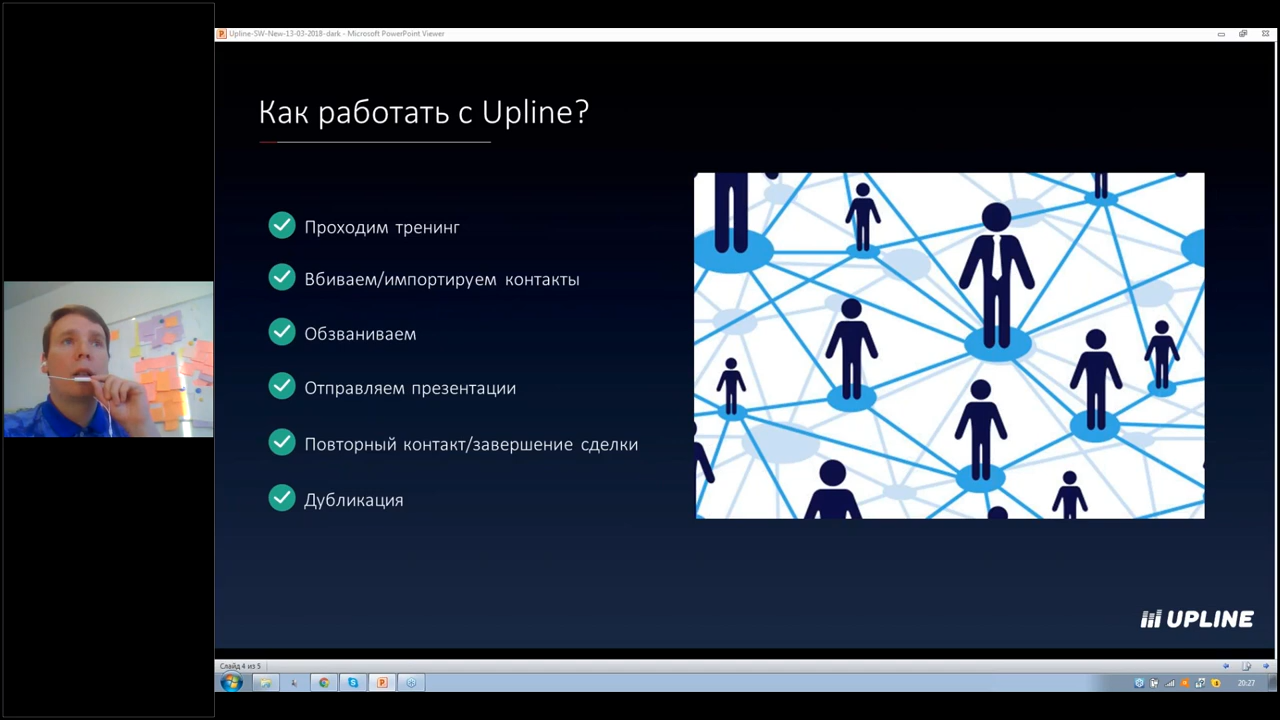 Upline-SW-New-13-03-2018-dark - Microsoft PowerPoint Viewer
Как работать с Upline?
Проходим тренинг
Вбиваем/импортируем контакты
Обзваниваем
Отправляем презентации
Повторный контакт/завершение сделки
Дубликация
UPLINE
Слайд 4 из 5
20:27